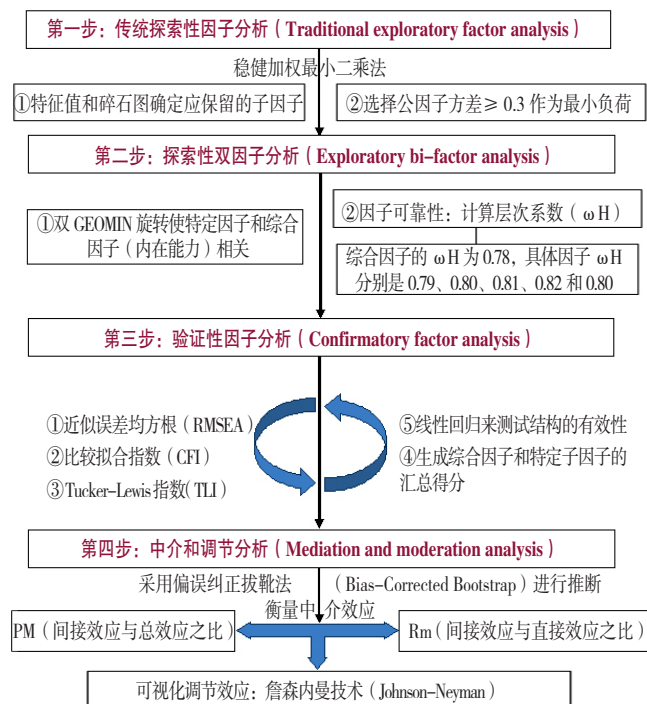 第一步：传统探索性因子分析（Traditional exploratory factor analysis）
稳健加权最小二乘法
①特征值和碎石图确定应保留的子因子
②选择公因子方差≥0.3作为最小负荷
第二步：探索性双因子分析（Exploratory bi-factor analysis）
①双GEOMIN旋转使特定因子和综合
因子（内在能力）相关
②因子可靠性：计算层次系数（ωH）
综合因子的ωH为0.78，具体因子ωH
分别是0.79、0.80、0.81、0.82和0.80
第三步：验证性因子分析（Confirmatory factor analysis）
①近似误差均方根（RMSEA）
②比较拟合指数（CFI）
③Tucker-Lewis指数(TLI）
⑤线性回归来测试结构的有效性
④生成综合因子和特定子因子的
汇总得分
第四步：中介和调节分析（Mediation and moderation analysis）
采用偏误纠正拔靴法（Bias-Corrected Bootstrap）进行推断
衡量中介效应
PM（间接效应与总效应之比）
Rm（间接效应与直接效应之比）
可视化调节效应：詹森内曼技术（Johnson-Neyman）